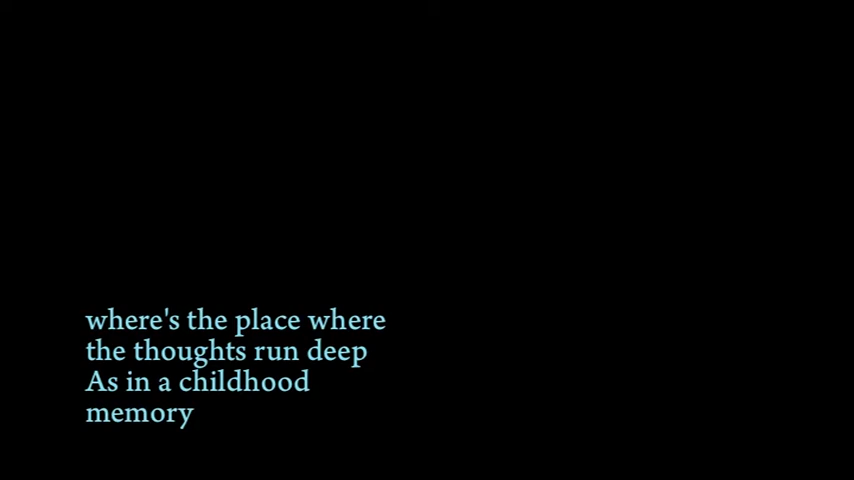 where's the place where
the thoughts run deep
As in a childhood
memory